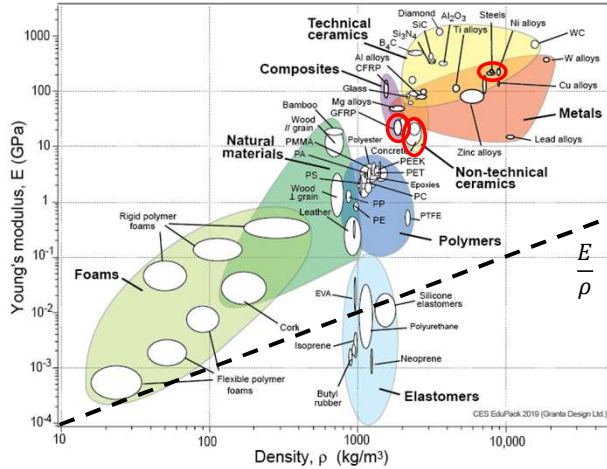 Young's modulus, E (GPa)
1000
100
10
1
10-1
10-2
10-3
10-4
10
100
1000
10,000
Density, ρ (kg/m3)
Technical
ceramics
Diamond
SiC
Si3N4
B4C
Al2O3
Ti alloys
Steels
Ni alloys
WC
W alloys
Cu alloys
Metals
Lead alloys
Zinc alloys
Composites
Al alloys
CFRP
Glass
Mg alloys
GFRP
Bamboo
Wood
// grain
Natural
materials
PMMA
PA
PS
Wood
⊥ grain
Leather
Polyester
Concrete
PEEK
PET
Epoxies
PC
PP
PE
PTFE
Non-technical
ceramics
Polymers
Rigid polymer
foams
Foams
Cork
Flexible polymer
foams
EVA
Silicone
elastomers
Polyurethane
Isoprene
Neoprene
Butyl
rubber
Elastomers
E
ρ
CES EduPack 2019 (Granta Design Ltd.)